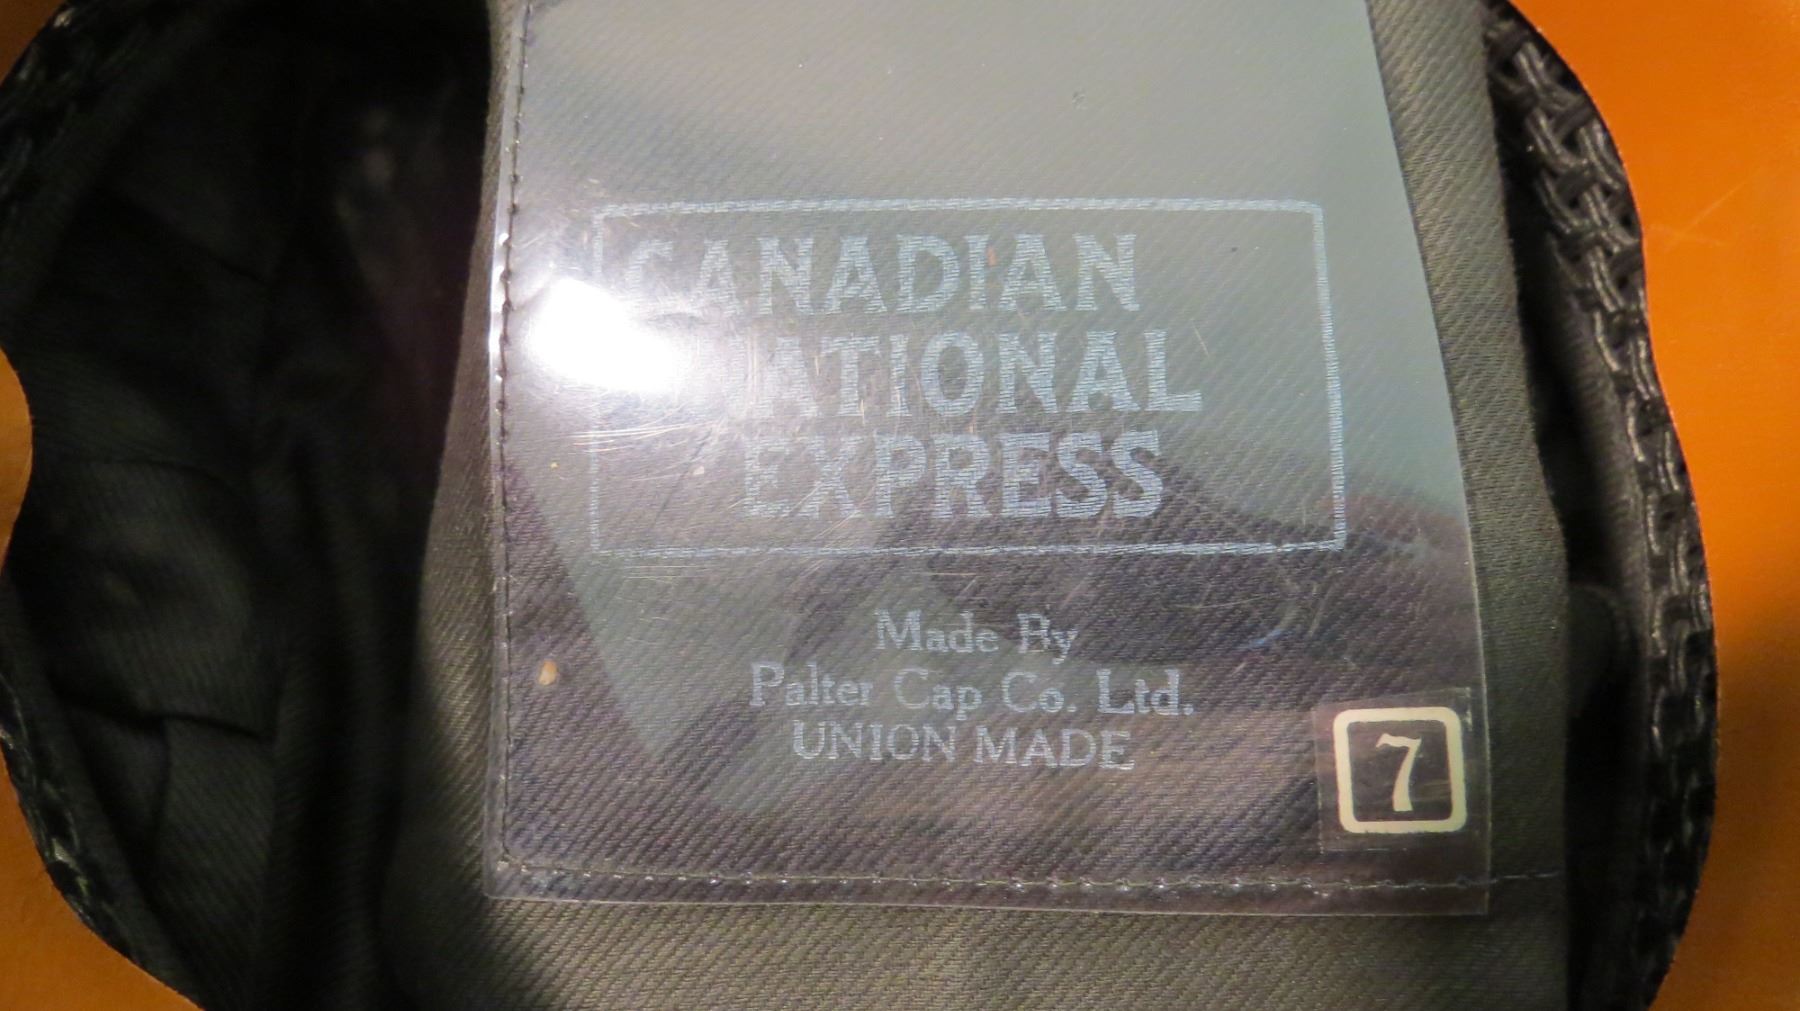 CANADIAN
NATIONAL
EXPRESS
Made By
Palter Cap Co. Ltd.
UNION MADE
7